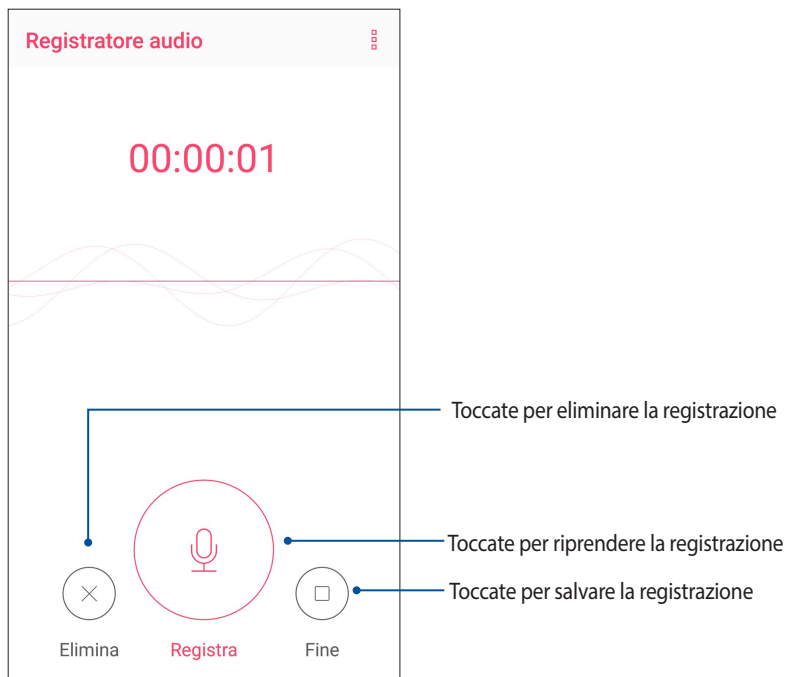 Registratore audio
00:00:01
Toccate per eliminare la registrazione
Toccate per riprendere la registrazione
Toccate per salvare la registrazione
Elimina
Registra
Fine